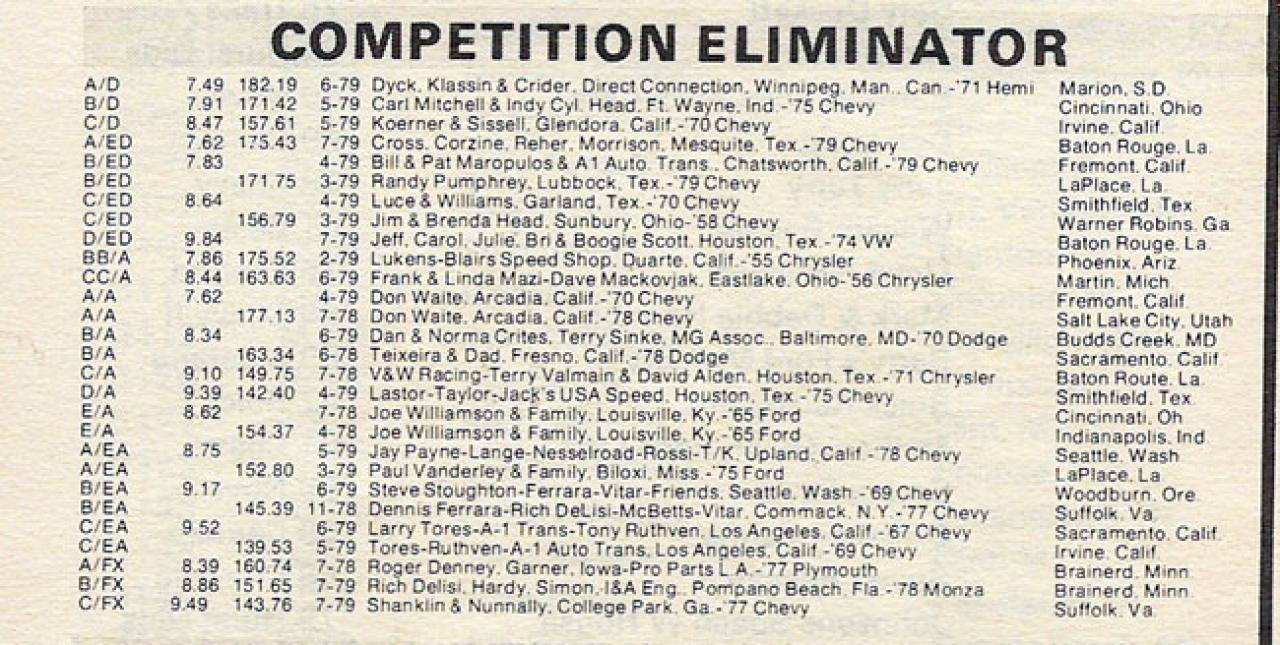 COMPETITION ELIMINATOR
A/D 7.49 182.19 6-79 Dyck, Klassin & Crider, Direct Connection, Winnipeg, Man., Can.-'71 Hemi Marion, S.D.
B/D 7.91 171.42 5-79 Carl Mitchell & Indy Cyl. Head, Ft. Wayne, Ind.-'75 Chevy Cincinnati, Ohio
C/D 8.47 157.61 5-79 Koerner & Sissell, Glendora, Calif.-'70 Chevy Irvine, Calif.
A/ED 7.62 175.43 7-79 Cross, Corzine, Reher, Morrison, Mesquite, Tex.-'79 Chevy Baton Rouge, La.
B/ED 7.83 4-79 Bill & Pat Maropulos & A1 Auto. Trans., Chatsworth, Calif.-'79 Chevy Fremont, Calif.
B/ED 171.75 3-79 Randy Pumphrey, Lubbock, Tex.-'79 Chevy LaPlace, La.
C/ED 8.64 4-79 Luce & Williams, Garland, Tex.-'70 Chevy Smithfield, Tex.
C/ED 156.79 3-79 Jim & Brenda Head, Sunbury, Ohio-'58 Chevy Warner Robins, Ga.
D/ED 9.84 7-79 Jeff, Carol, Julie, Bri & Boogie Scott, Houston, Tex.-'74 VW Baton Rouge, La.
BB/A 7.86 175.52 2-79 Lukens-Blairs Speed Shop, Duarte, Calif.-'55 Chrysler Phoenix, Ariz.
CC/A 8.44 163.63 6-79 Frank & Linda Mazi-Dave Mackovjak, Eastlake, Ohio-'56 Chrysler Martin, Mich.
A/A 7.62 4-79 Don Waite, Arcadia, Calif.-'70 Chevy Fremont, Calif.
A/A 177.13 7-78 Don Waite, Arcadia, Calif.-'78 Chevy Salt Lake City, Utah
B/A 8.34 6-79 Dan & Norma Crites, Terry Sinke, MG Assoc., Baltimore, MD-'70 Dodge Budds Creek, MD
B/A 163.34 6-78 Teixeira & Dad, Fresno, Calif.-'78 Dodge Sacramento, Calif.
C/A 9.10 149.75 7-78 V&W Racing-Terry Valmain & David Alden, Houston, Tex.-'71 Chrysler Baton Route, La.
D/A 9.39 142.40 4-79 Lastor-Taylor-Jack's USA Speed, Houston, Tex.-'75 Chevy Smithfield, Tex.
E/A 8.62 7-78 Joe Williamson & Family, Louisville, Ky.-'65 Ford Cincinnati, Oh
E/A 154.37 4-78 Joe Williamson & Family, Louisville, Ky.-'65 Ford Indianapolis, Ind.
A/EA 8.75 5-79 Jay Payne-Lange-Nesselroad-Rossi-T/K, Upland, Calif.-'78 Chevy Seattle, Wash.
A/EA 152.80 3-79 Paul Vanderley & Family, Biloxi, Miss.-'75 Ford LaPlace, La.
B/EA 9.17 6-79 Steve Stoughton-Ferrara-Vitar-Friends, Seattle, Wash.-'69 Chevy Woodburn, Ore.
B/EA 145.39 11-78 Dennis Ferrara-Rich DeLisi-McBetts-Vitar, Commack, N.Y.-'77 Chevy Suffolk, Va.
C/EA 9.52 6-79 Larry Tores-A-1 Trans-Tony Ruthven, Los Angeles, Calif.-'67 Chevy Sacramento, Calif.
C/EA 139.53 5-79 Tores-Ruthven-A-1 Auto Trans, Los Angeles, Calif.-'69 Chevy Irvine, Calif.
A/FX 8.39 160.74 7-78 Roger Denney, Garner, Iowa-Pro Parts L.A.-'77 Plymouth Brainerd, Minn.
B/FX 8.86 151.65 7-79 Rich Delisi, Hardy, Simon, I&A Eng., Pompano Beach, Fla.-'78 Monza Brainerd, Minn.
C/FX 9.49 143.76 7-79 Shanklin & Nunnally, College Park, Ga.-'77 Chevy Suffolk, Va.